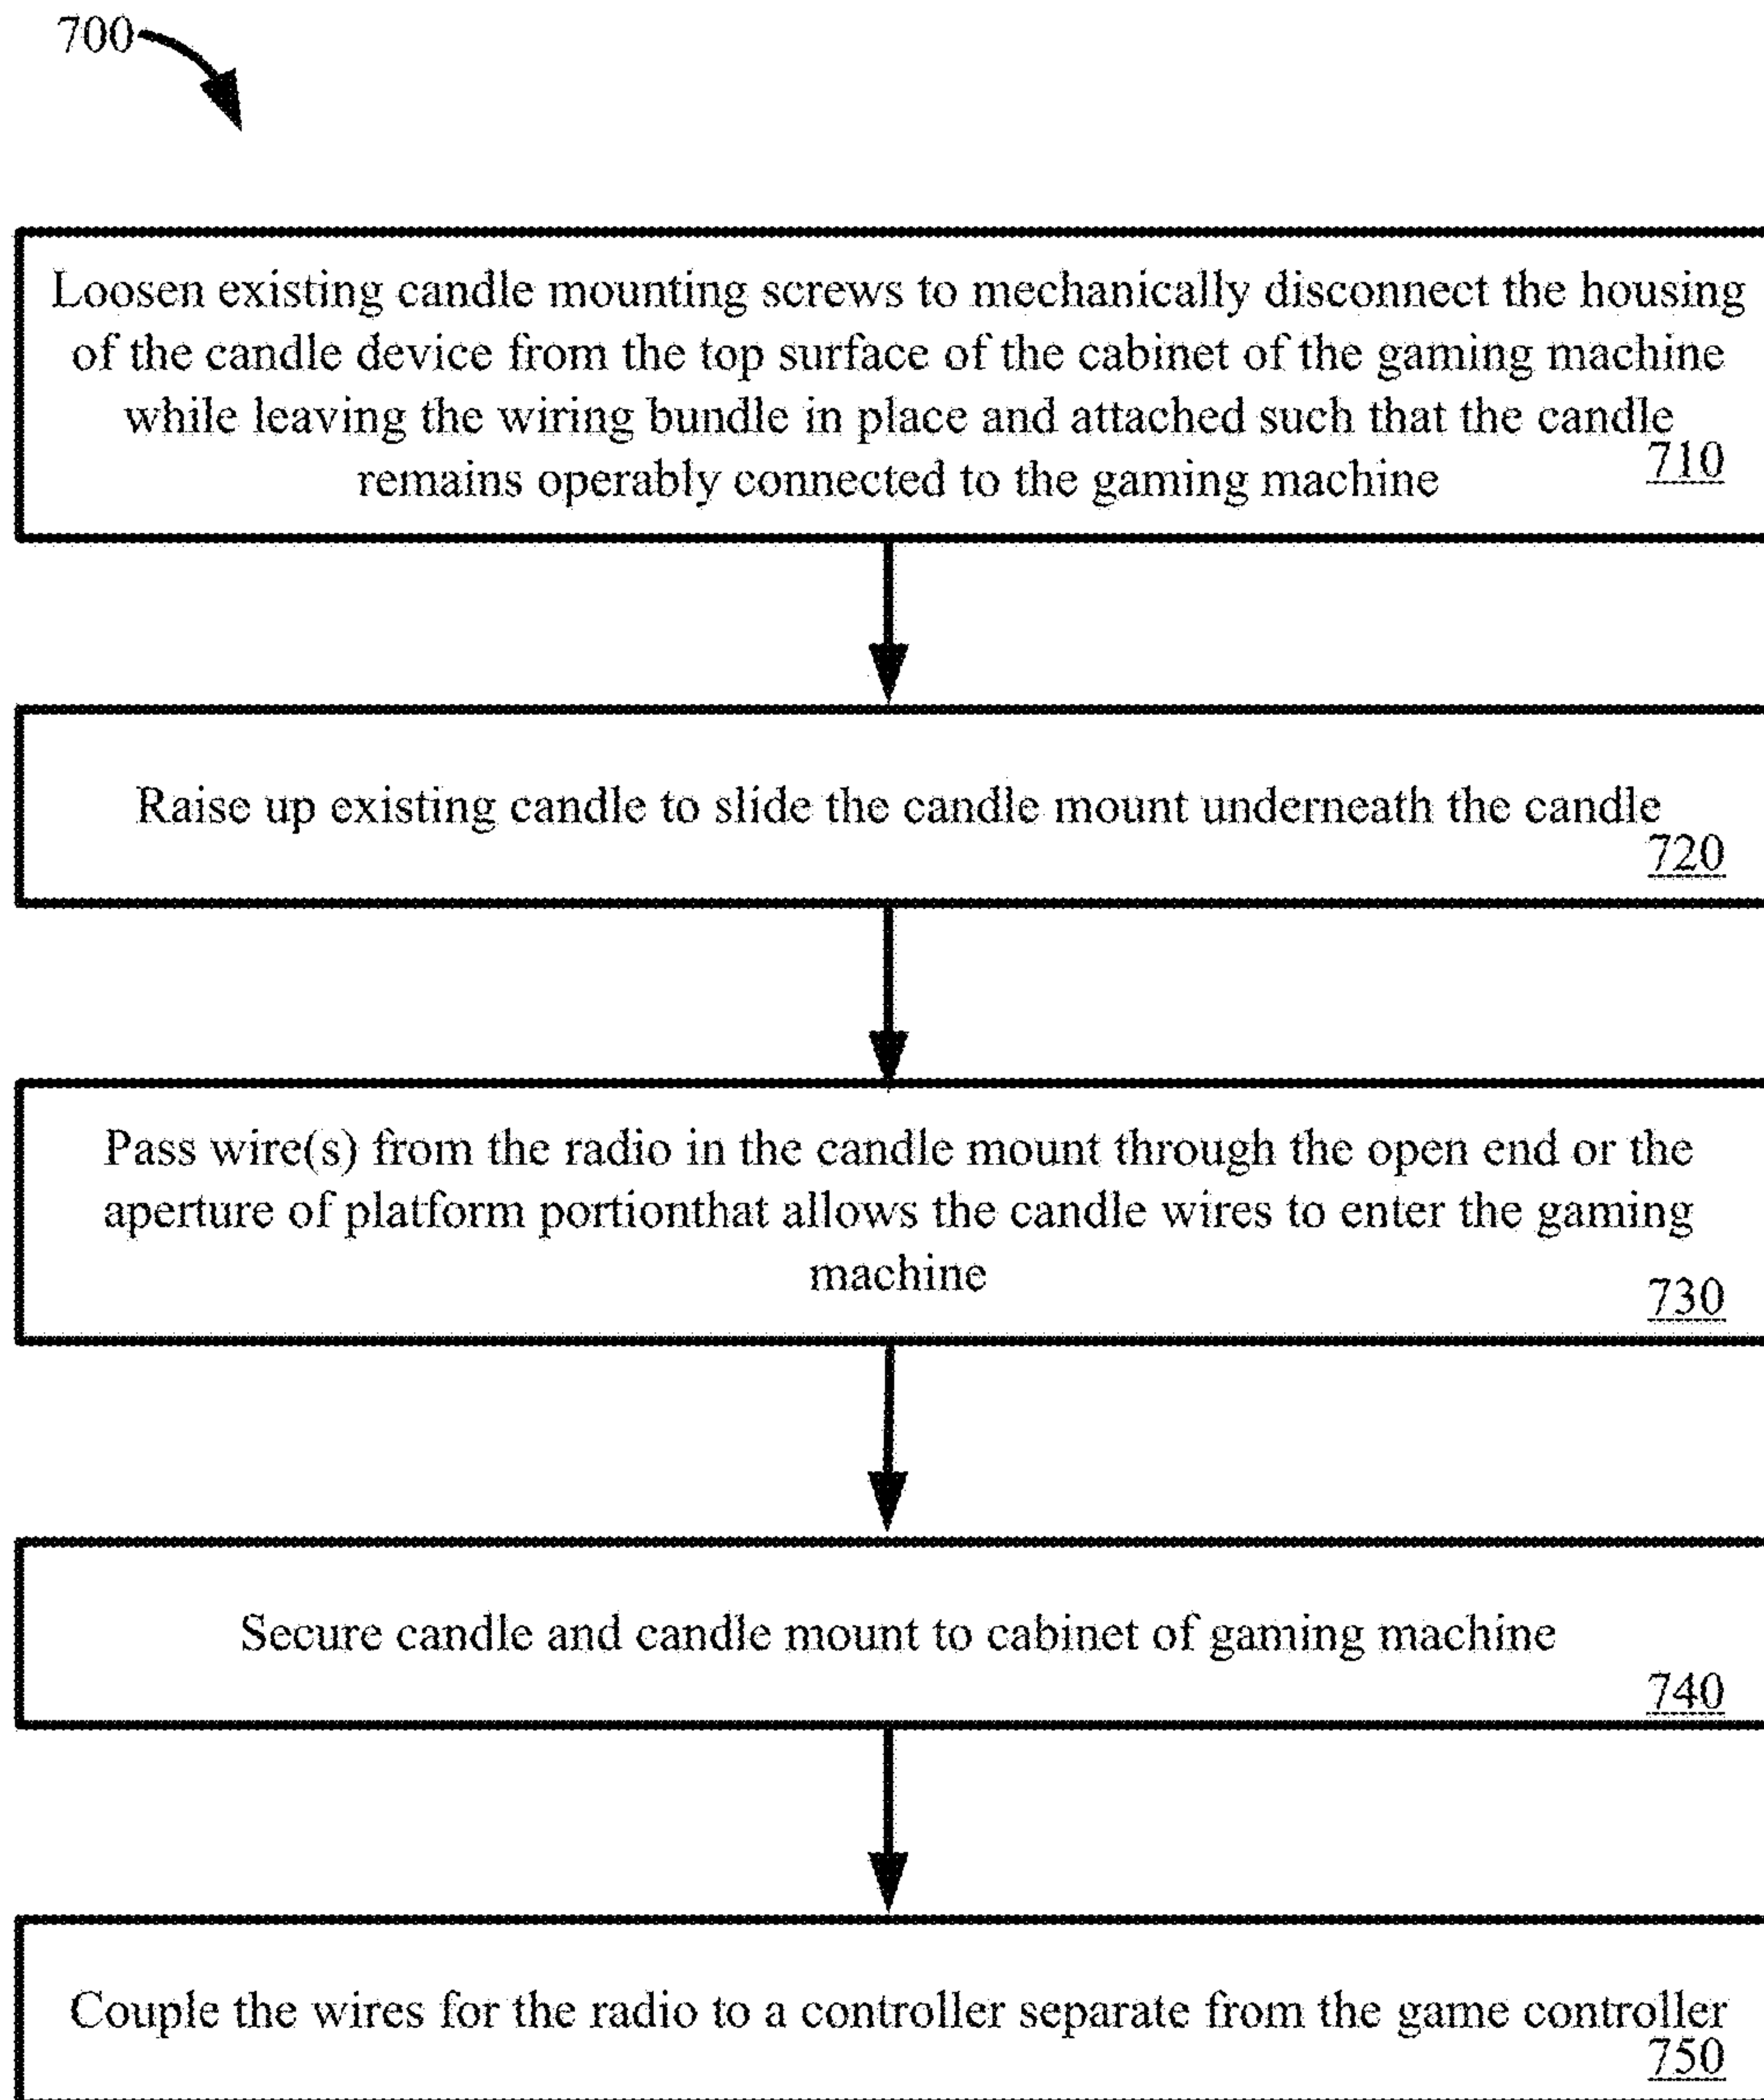 700
Loosen existing candle mounting screws to mechanically disconnect the housing
of the candle device from the top surface of the cabinet of the gaming machine
while leaving the wiring bundle in place and attached such that the candle
remains operably connected to the gaming machine
710
Raise up existing candle to slide the candle mount underneath the candle
720
Pass wire(s) from the radio in the candle mount through the open end or the
aperture of platform portionthat allows the candle wires to enter the gaming
machine
730
Secure candle and candle mount to cabinet of gaming machine
740
Couple the wires for the radio to a controller separate from the game controller
750